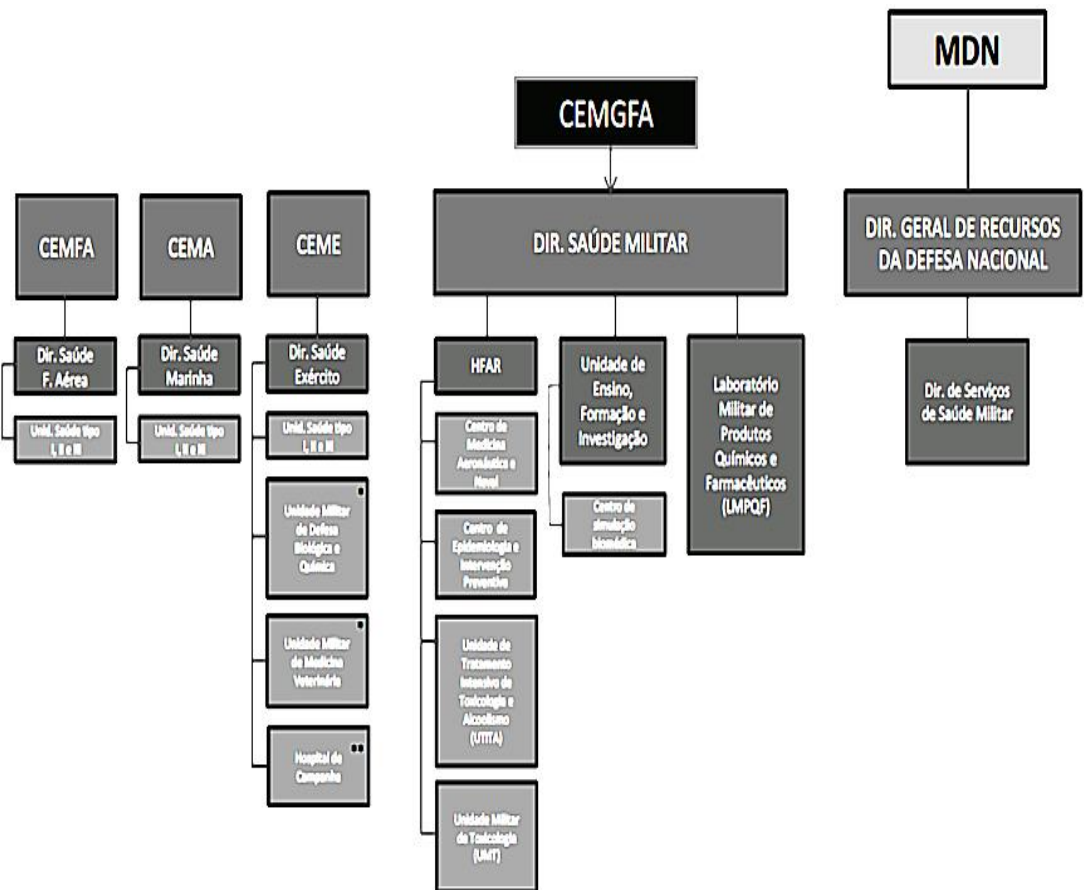 MDN
CEMGFA
CEMFA
CEMA
CEME
DIR. SAÚDE MILITAR
DIR. GERAL DE RECURSOS
DA DEFESA NACIONAL
Dir. Saúde
F. Aérea
Unid. Saúde tipo
I, II e III
Dir. Saúde
Marinha
Unid. Saúde tipo
I, II e III
Dir. Saúde
Exército
Unid. Saúde tipo
I, II e III
Unidade Militar
de Defesa
Biológica e
Química
Unidade Militar
de Medicina
Veterinária
Hospital de
Campanha
HFAR
Centro de
Medicina
Aeronáutica e
Naval
Centro de
Epidemiologia e
Intervenção
Preventiva
Unidade de
Tratamento
Intensivo de
Toxicologia e
Alcoolismo
(UTITA)
Unidade Militar
de Toxicologia
(UMT)
Unidade de
Ensino,
Formação e
Investigação
Centro de
simulação
biomédica
Laboratório
Militar de
Produtos
Químicos e
Farmacêuticos
(LMPQF)
Dir. de Serviços
de Saúde Militar